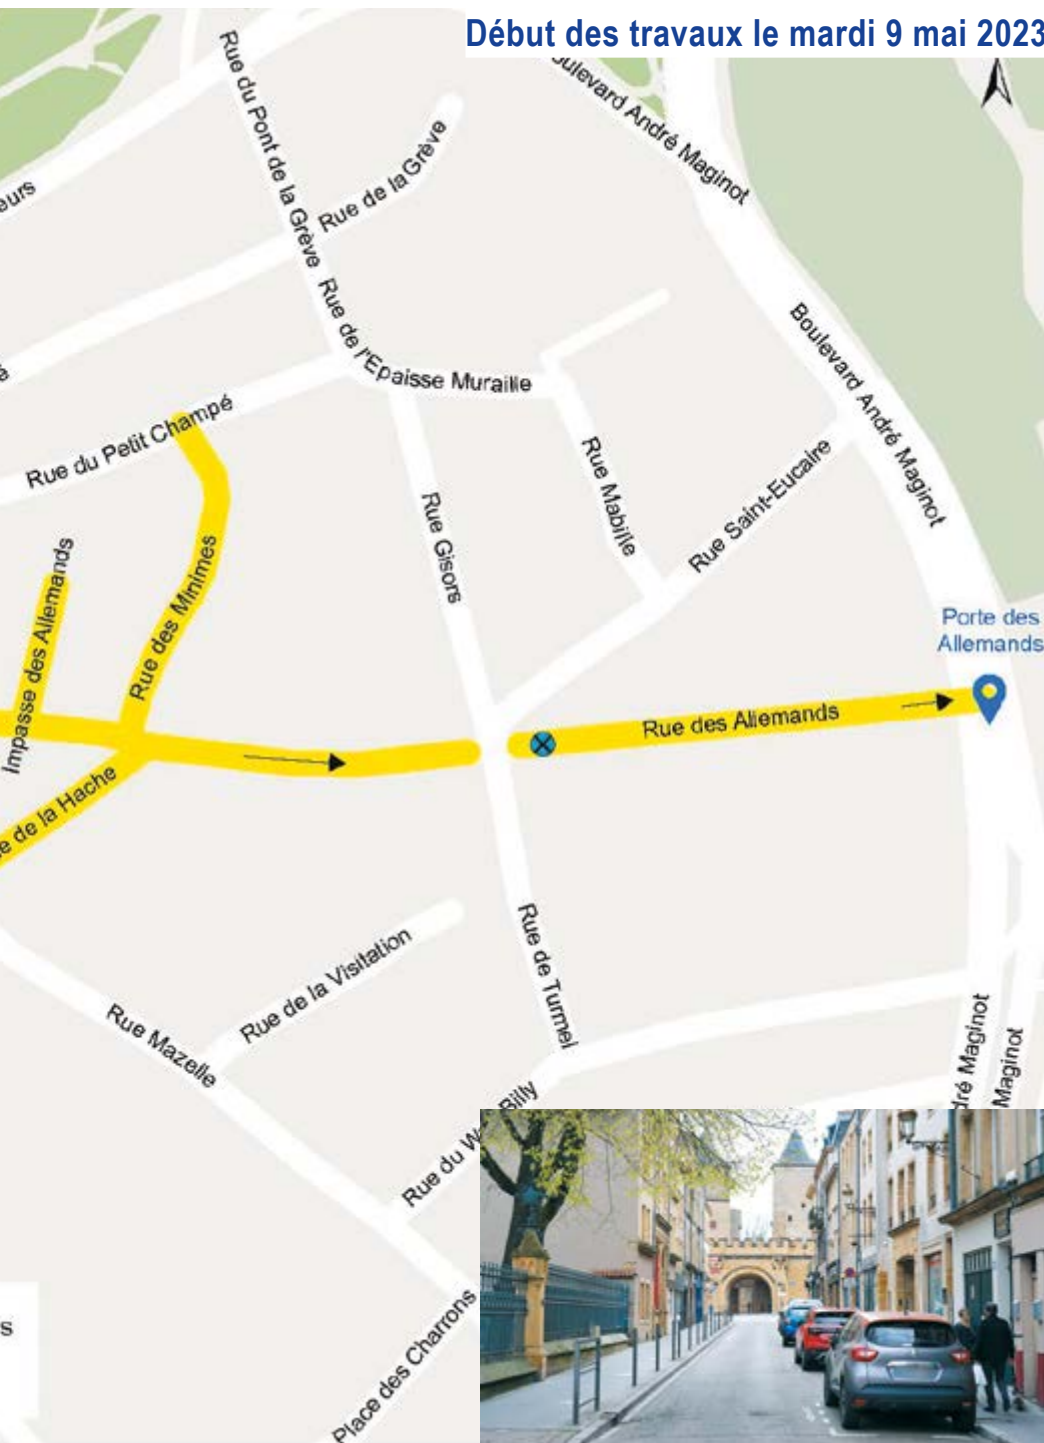 Début des travaux le mardi 9 mai 2023
Boulevard André Maginot
Rue du Pont de la Grève
Rue de la Grève
Rue de l'Epaisse Muraille
Boulevard André Maginot
Rue du Petit Champé
Rue Mabille
Rue Saint-Eucaire
Rue Gisors
Impasse des Allemands
Rue des Minimes
Porte des
Allemands
Rue des Allemands
de la Hache
Rue de la Visitation
Rue de Turmel
Rue Mazelle
Maginot
Maginot
Rue du
Billy
Place des Charrons